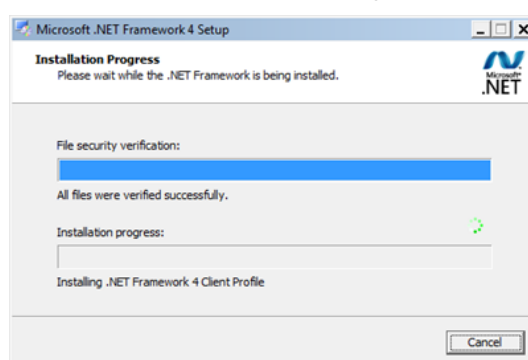 Microsoft .NET Framework 4 Setup
Installation Progress
Please wait while the .NET Framework is being installed.
Microsoft
.NET
File security verification:
All files were verified successfully.
Installation progress:
Installing .NET Framework 4 Client Profile
Cancel